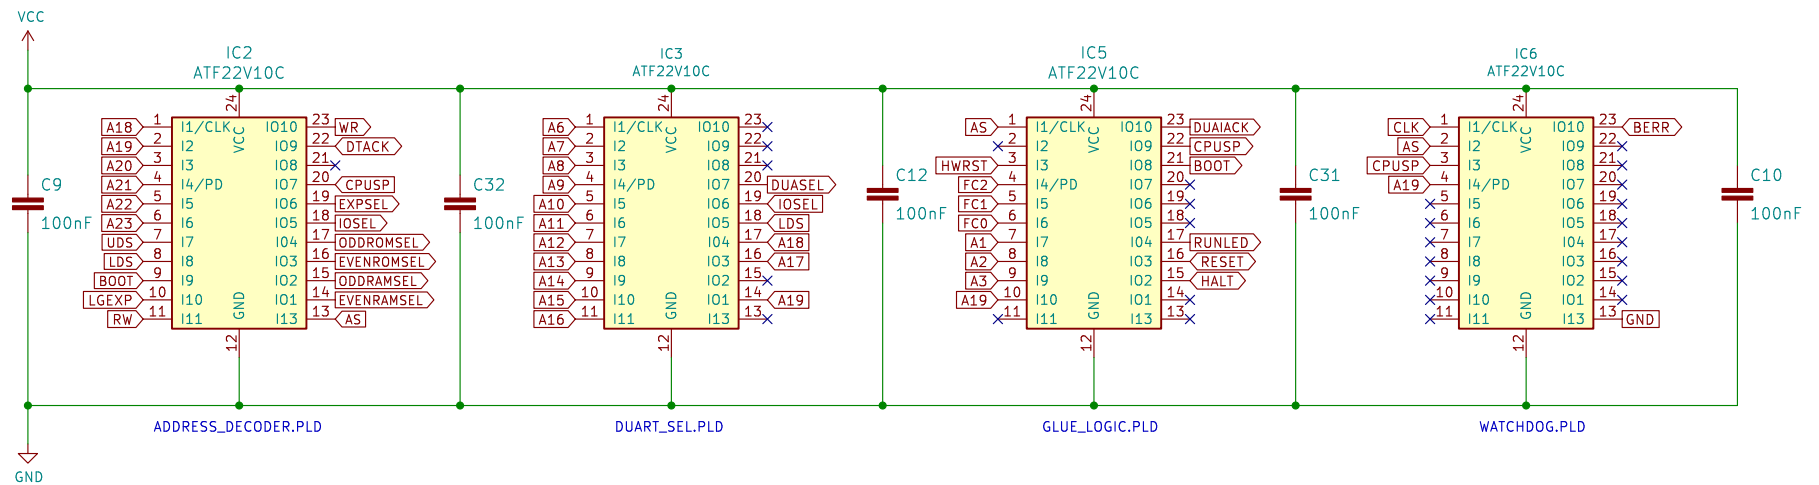 VCC
IC2
ATF22V10C
IC3
ATF22V10C
IC5
ATF22V10C
IC6
ATF22V10C
24
VCC
A18 1 I1/CLK IO10 23 WR
A19 2 I2 IO9 22 DTACK
A20 3 I3 IO8 21
A21 4 I4/PD IO7 20 CPUSP
A22 5 I5 IO6 19 EXPSEL
A23 6 I6 IO5 18 IOSEL
UDS 7 I7 IO4 17 ODDROMSEL
LDS 8 I8 IO3 16 EVENROMSEL
BOOT 9 I9 IO2 15 ODDRAMSEL
LGEXP 10 I10 IO1 14 EVENRAMSEL
RW 11 I11 I13 13 AS
GND
12
24
VCC
A6 1 I1/CLK IO10 23
A7 2 I2 IO9 22
A8 3 I3 IO8 21
A9 4 I4/PD IO7 20 DUASEL
A10 5 I5 IO6 19 IOSEL
A11 6 I6 IO5 18 LDS
A12 7 I7 IO4 17 A18
A13 8 I8 IO3 16 A17
A14 9 I9 IO2 15
A15 10 I10 IO1 14 A19
A16 11 I11 I13 13
GND
12
24
VCC
AS 1 I1/CLK IO10 23 DUAIACK
2 I2 IO9 22 CPUSP
HWRST 3 I3 IO8 21 BOOT
FC2 4 I4/PD IO7 20
FC1 5 I5 IO6 19
FC0 6 I6 IO5 18
A1 7 I7 IO4 17 RUNLED
A2 8 I8 IO3 16 RESET
A3 9 I9 IO2 15 HALT
A19 10 I10 IO1 14
11 I11 I13 13
GND
12
24
VCC
CLK 1 I1/CLK IO10 23 BERR
AS 2 I2 IO9 22
CPUSP 3 I3 IO8 21
A19 4 I4/PD IO7 20
5 I5 IO6 19
6 I6 IO5 18
7 I7 IO4 17
8 I8 IO3 16
9 I9 IO2 15
10 I10 IO1 14
11 I11 I13 13 GND
GND
12
C9
100nF
C32
100nF
C12
100nF
C31
100nF
C10
100nF
ADDRESS_DECODER.PLD
DUART_SEL.PLD
GLUE_LOGIC.PLD
WATCHDOG.PLD
GND